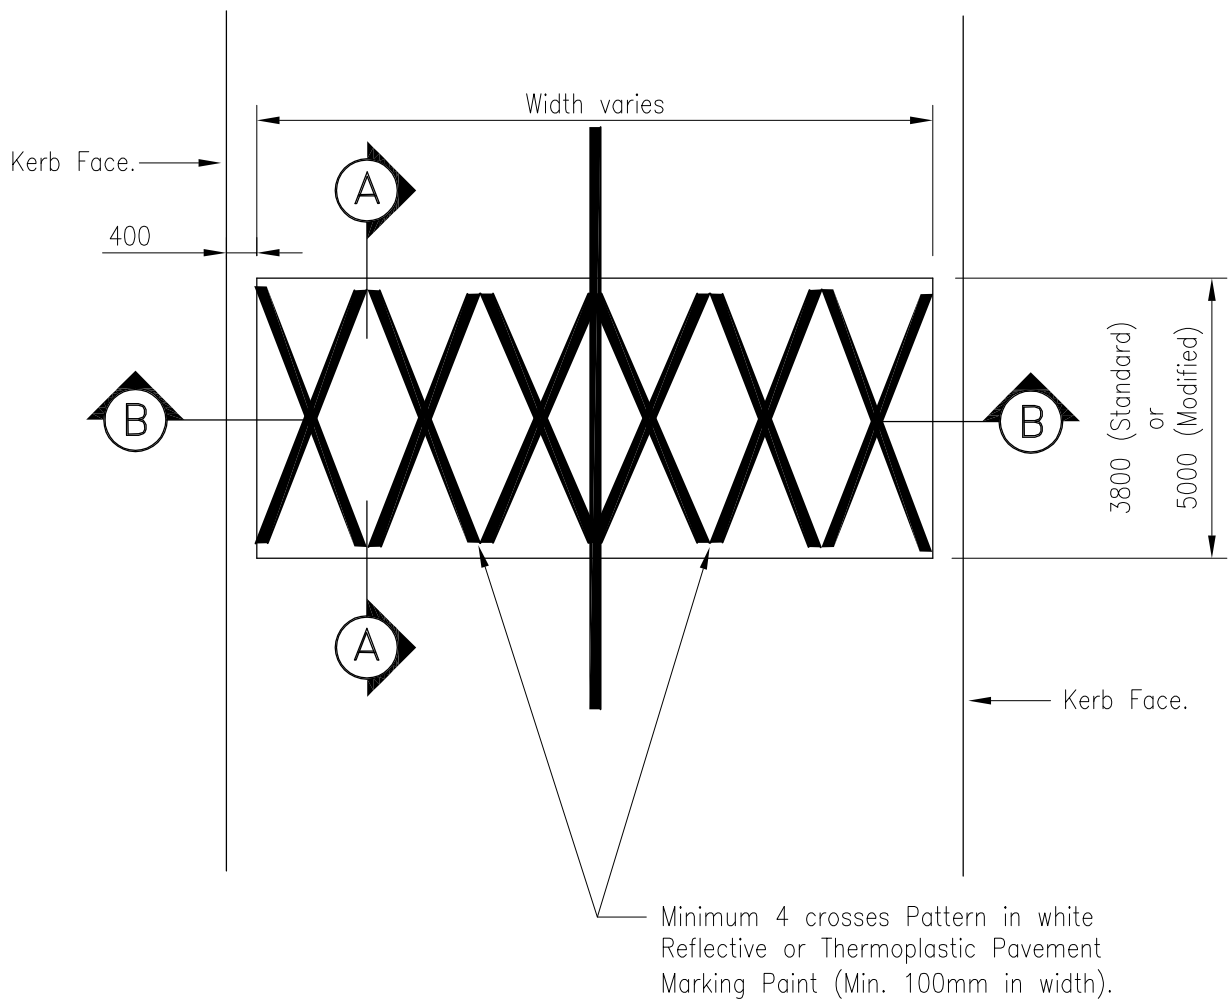 Width varies
Kerb Face.
A
400
B
B
3800 (Standard)
or
5000 (Modified)
A
Kerb Face.
Minimum 4 crosses Pattern in white
Reflective or Thermoplastic Pavement
Marking Paint (Min. 100mm in width).